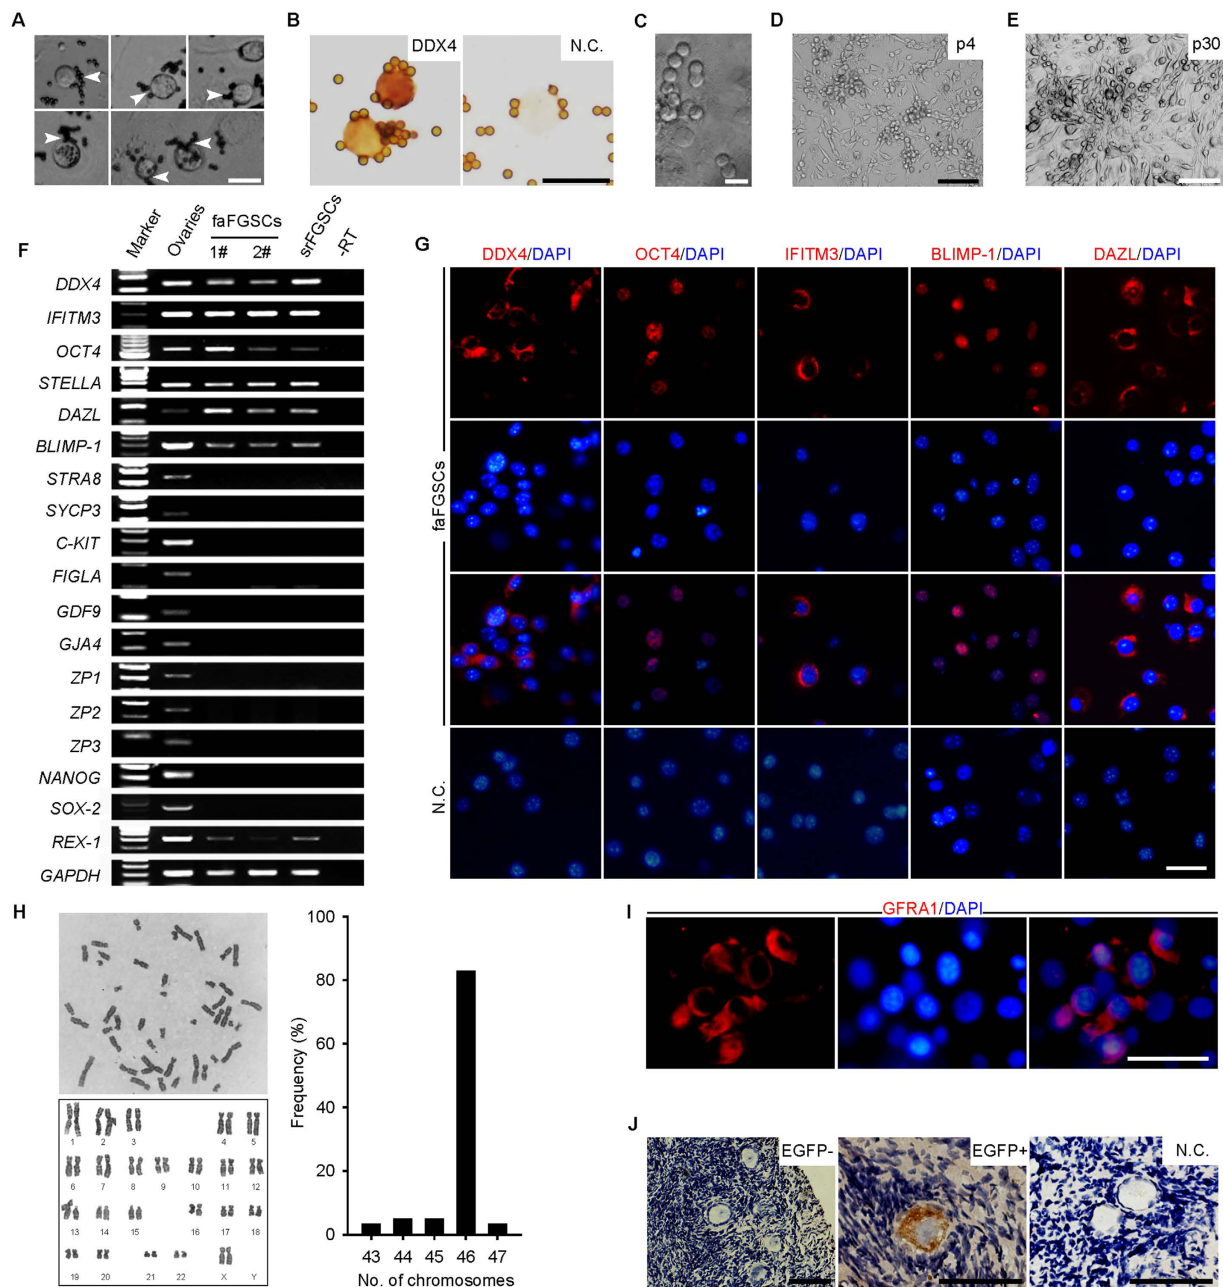 A
B
DDX4
N.C.
C
D
p4
E
p30
F
Marker
Ovaries
faFGSCs
1#
2#
srFGSCs
-RT
DDX4
IFITM3
OCT4
STELLA
DAZL
BLIMP-1
STRA8
SYCP3
C-KIT
FIGLA
GDF9
GJA4
ZP1
ZP2
ZP3
NANOG
SOX-2
REX-1
GAPDH
G
DDX4/DAPI
OCT4/DAPI
IFITM3/DAPI
BLIMP-1/DAPI
DAZL/DAPI
faFGSCs
N.C.
H
1 2 3 4 5
6 7 8 9 10 11 12
13 14 15 16 17 18
19 20 21 22 X Y
Frequency (%)
100
80
60
40
20
0
43 44 45 46 47
No. of chromosomes
I
GFRA1/DAPI
J
EGFP-
EGFP+
N.C.